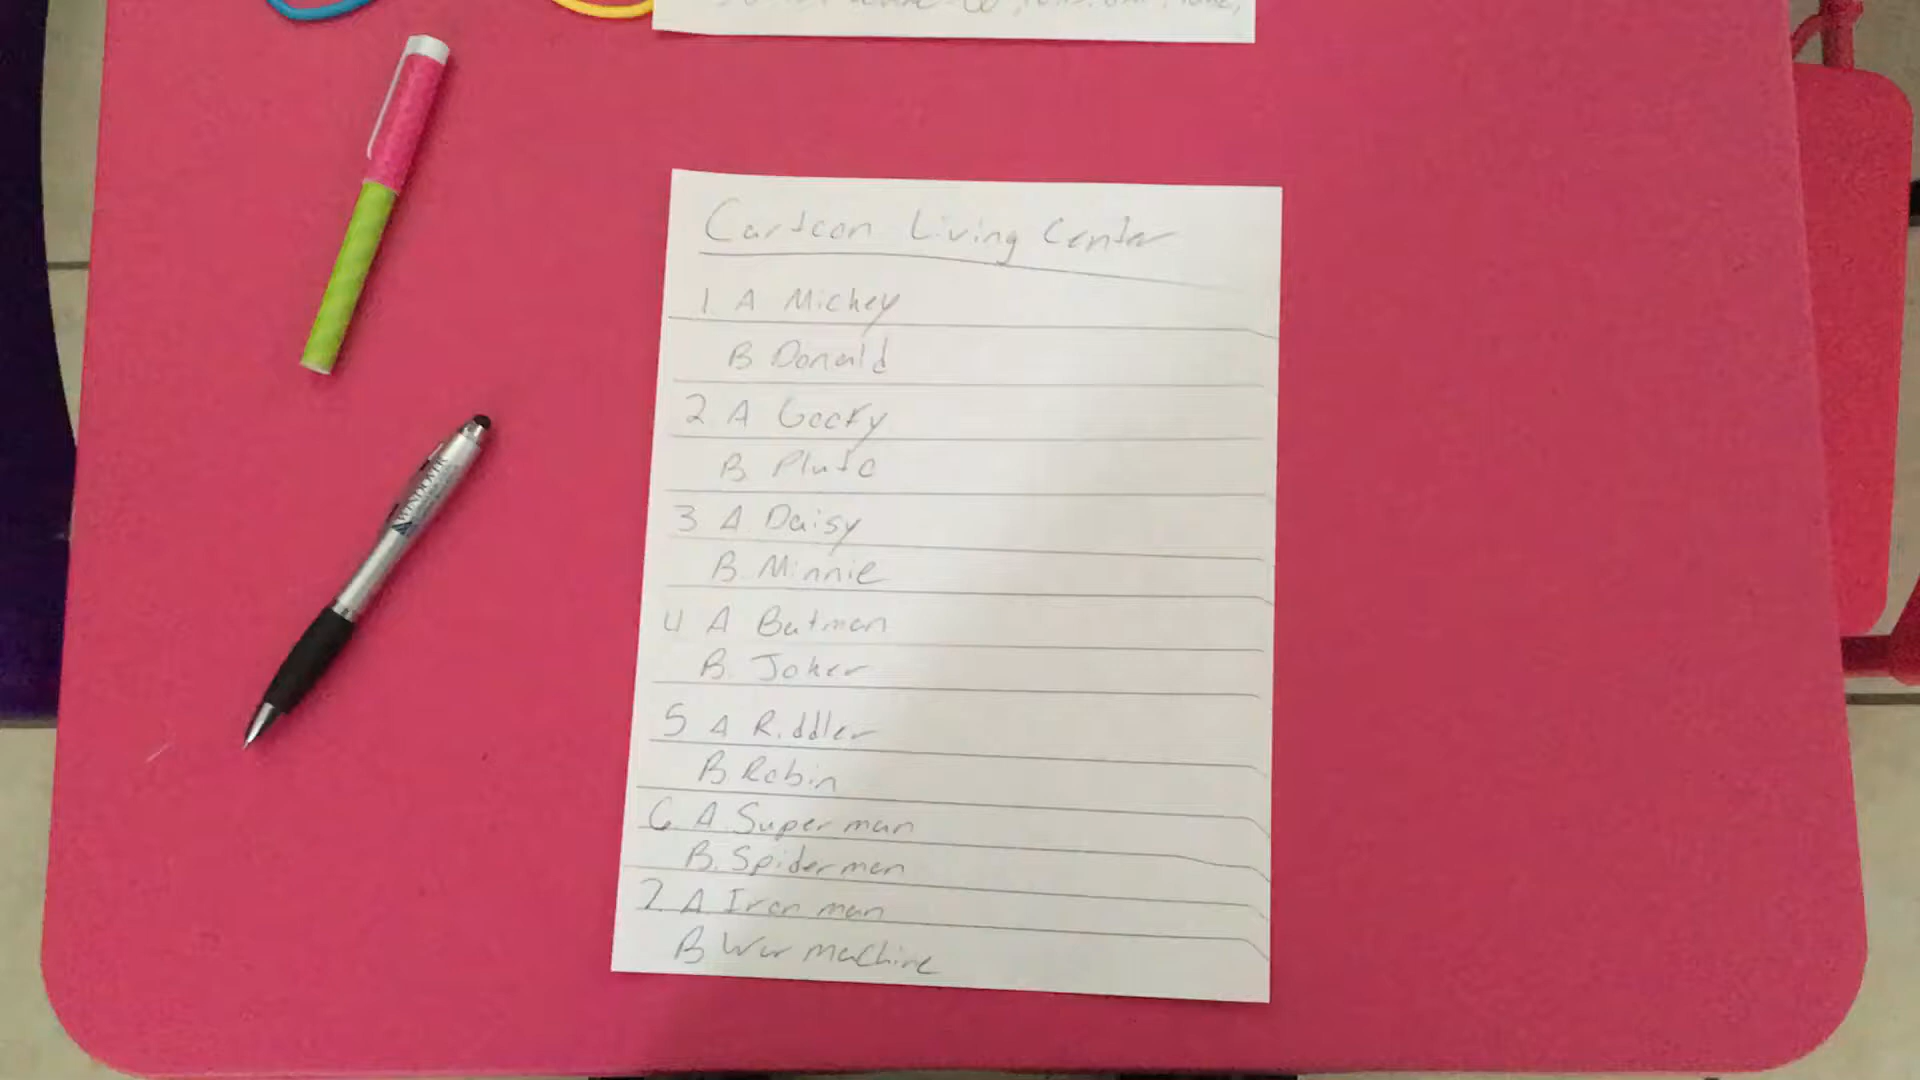 Cartoon Living Center
1 A Mickey
B Donald
2 A Goofy
B. Pluto
3 A. Daisy
B. Minnie
4 A Batman
B. Joker
5 A Riddler
B. Robin
6 A. Superman
B. Spiderman
7 A Iron man
B War machine
WINDOVER